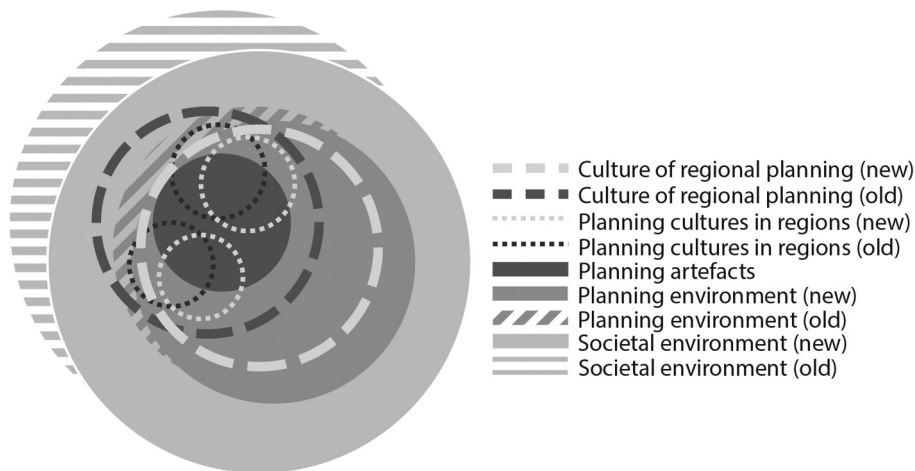 Culture of regional planning (new)
Culture of regional planning (old)
Planning cultures in regions (new)
Planning cultures in regions (old)
Planning artefacts
Planning environment (new)
Planning environment (old)
Societal environment (new)
Societal environment (old)